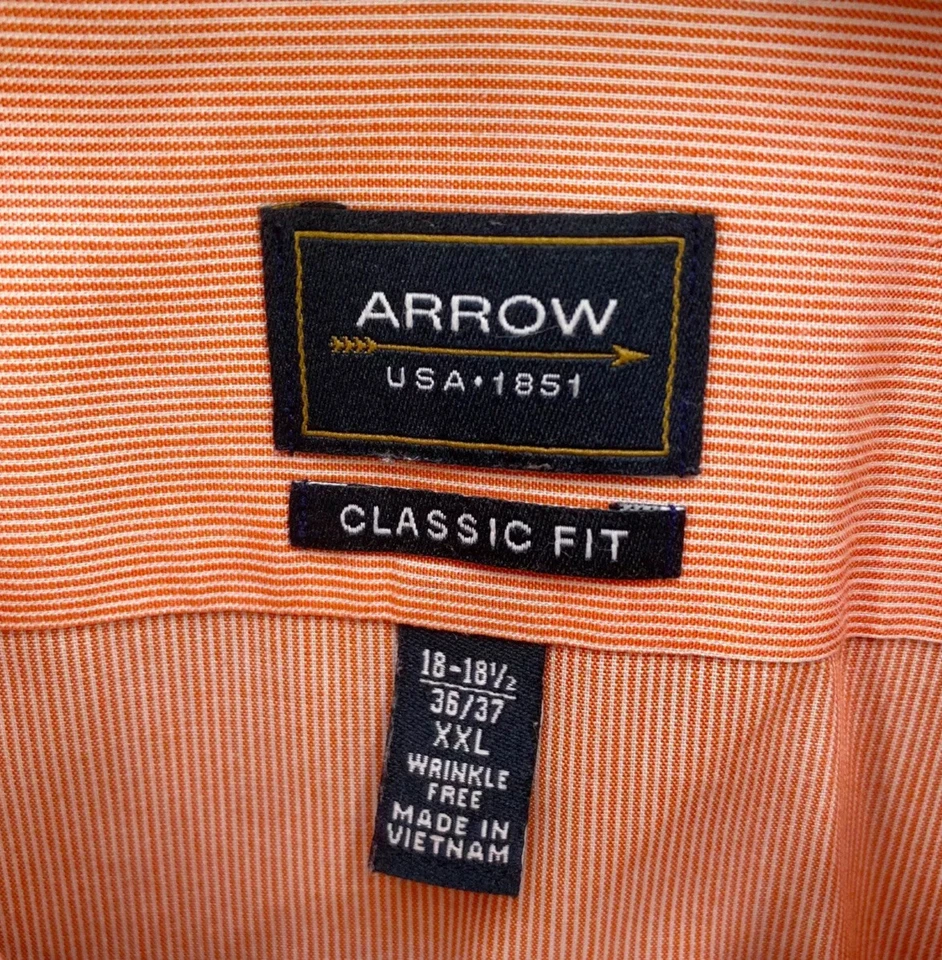 ARROW
USA•1851
CLASSIC FIT
18-18½
36/37
XXL
WRINKLE
FREE
MADE IN
VIETNAM